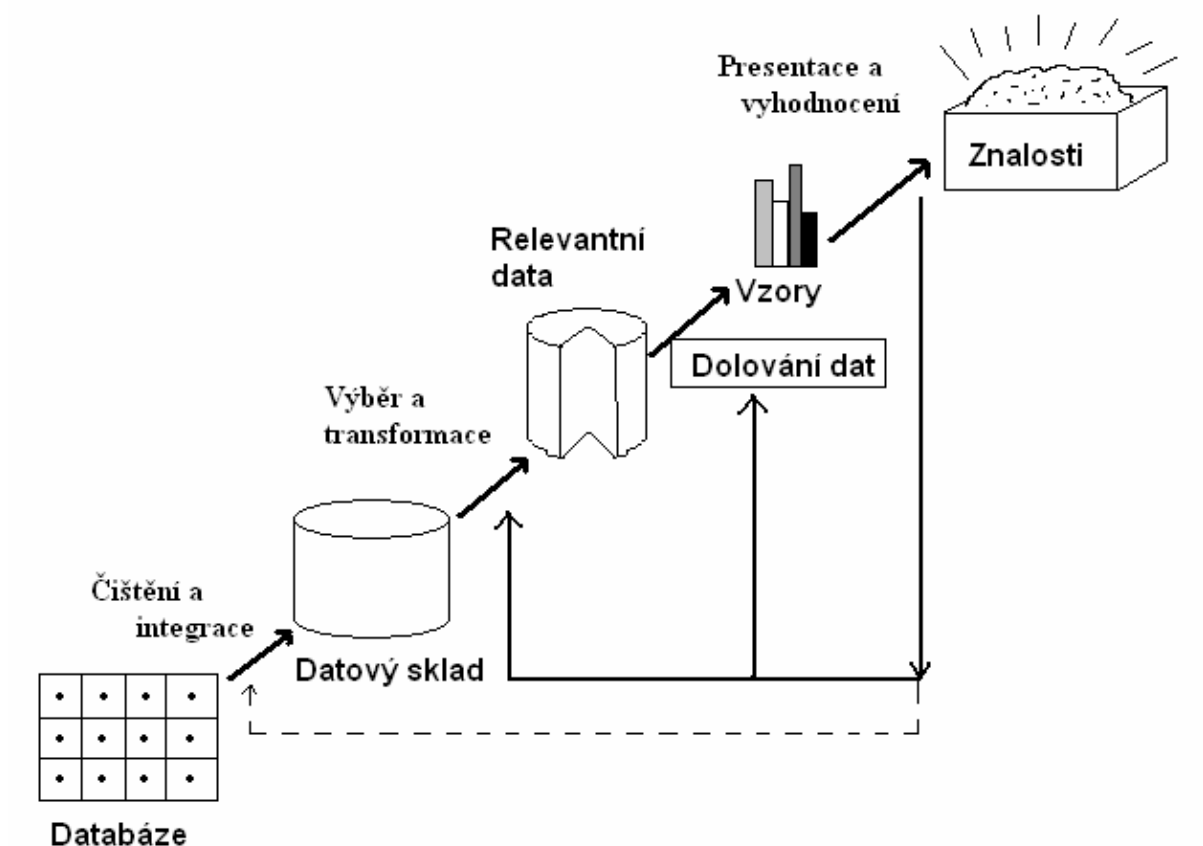 Presentace a
vyhodnocení
Znalosti
Relevantní
data
Vzory
Dolování dat
Výběr a
transformace
Čištění a
integrace
Datový sklad
Databáze